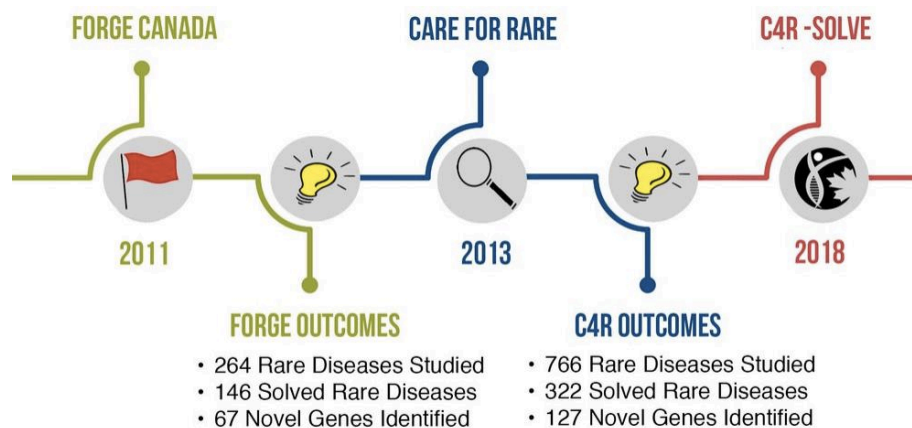 FORGE CANADA
CARE FOR RARE
C4R -SOLVE
2011
2013
2018
FORGE OUTCOMES
• 264 Rare Diseases Studied
• 146 Solved Rare Diseases
• 67 Novel Genes Identified
C4R OUTCOMES
• 766 Rare Diseases Studied
• 322 Solved Rare Diseases
• 127 Novel Genes Identified